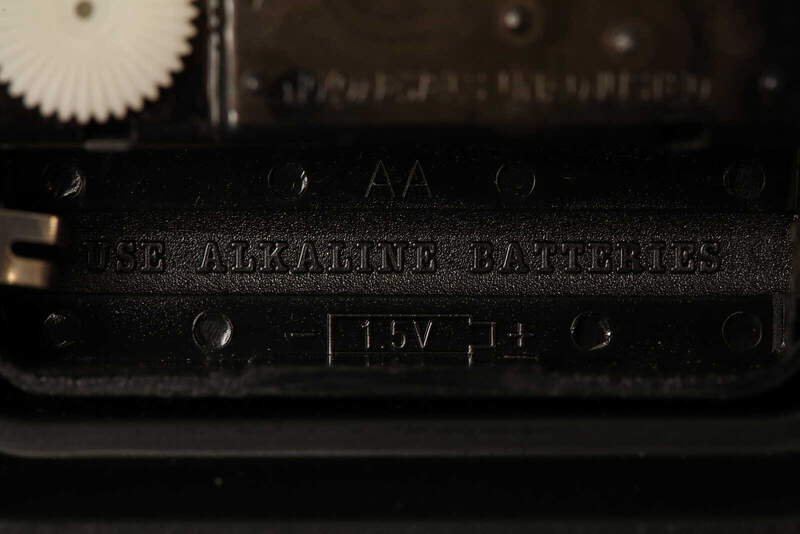 AA
USE ALKALINE BATTERIES
- 1.5V +